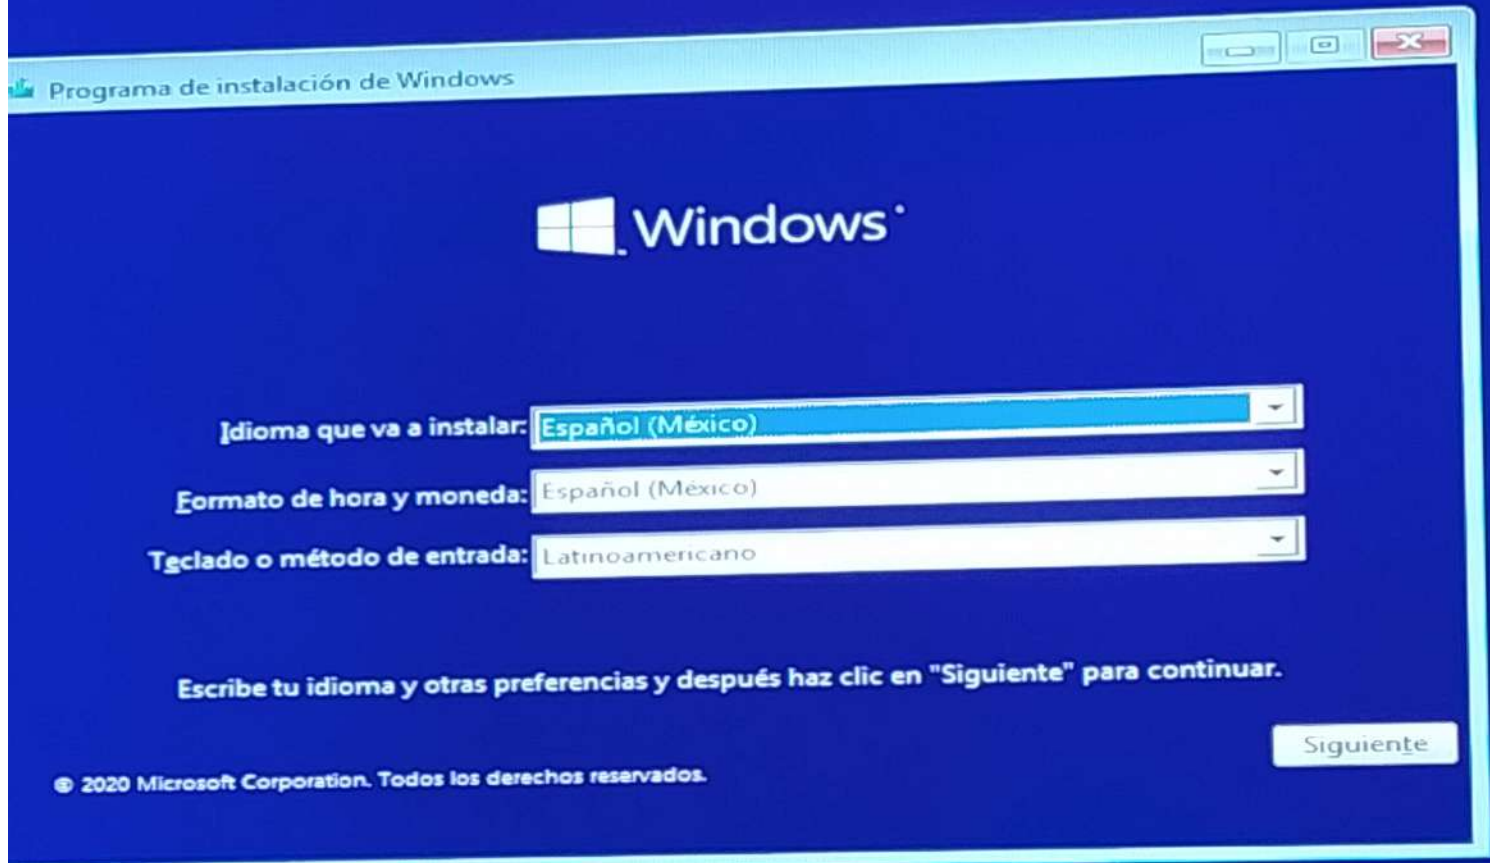 Programa de instalación de Windows
Windows
Idioma que va a instalar: Español (México)
Formato de hora y moneda: Español (México)
Teclado o método de entrada: Latinoamericano
Escribe tu idioma y otras preferencias y después haz clic en "Siguiente" para continuar.
Siguiente
© 2020 Microsoft Corporation. Todos los derechos reservados.